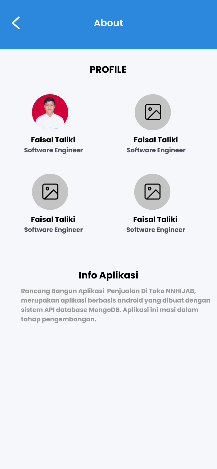 About
PROFILE
Faisal Taliki Faisal Taliki
Software Engineer Software Engineer
Faisal Taliki Faisal Taliki
Software Engineer Software Engineer
Info Aplikasi
Rancang Bangun Aplikasi Penjualan Di Toko NNHIJAB,
merupakan aplikasi berbasis android yang dibuat dengan
sistem API database MongoDB. Aplikasi ini masi dalam
tahap pengembangan.